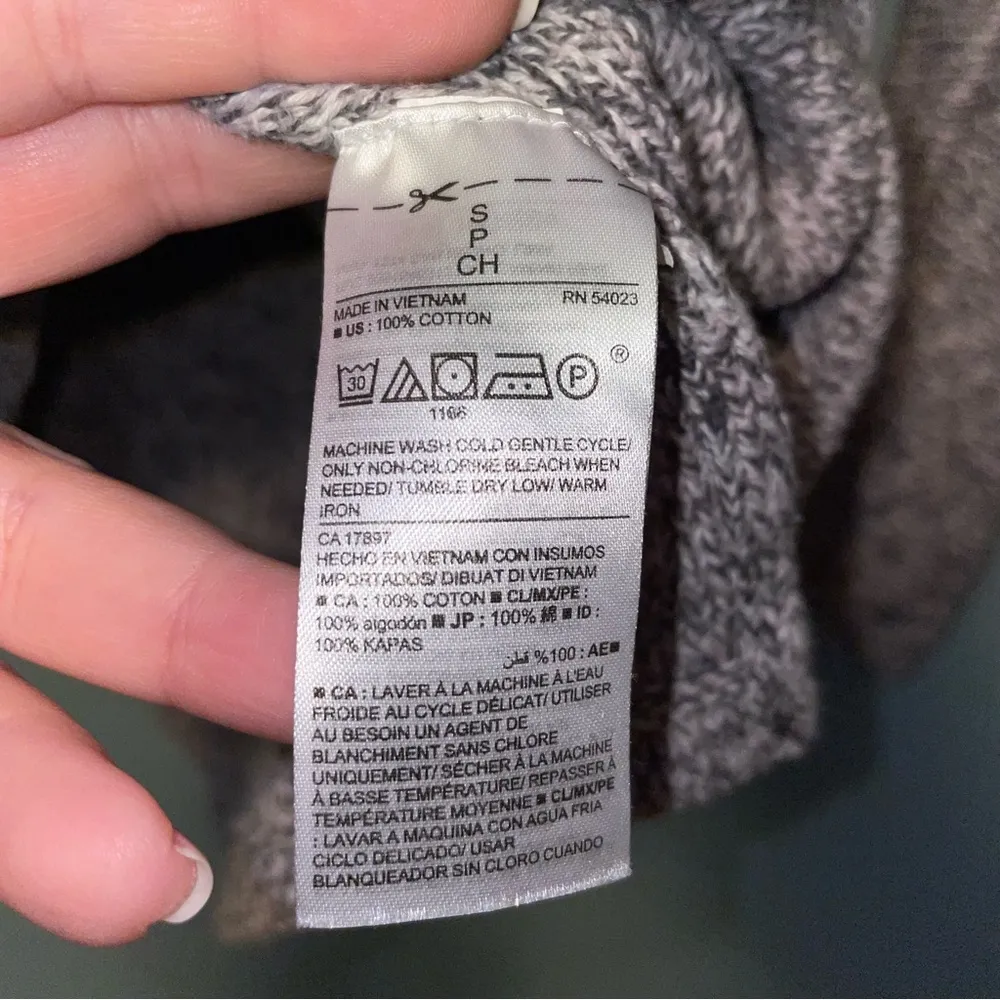 S
P
CH
MADE IN VIETNAM RN 54023
■ US : 100% COTTON
30 P ®
1166
MACHINE WASH COLD GENTLE CYCLE/
ONLY NON-CHLORINE BLEACH WHEN
NEEDED/ TUMBLE DRY LOW/ WARM
IRON
CA 17897
HECHO EN VIETNAM CON INSUMOS
IMPORTADOS/ DIBUAT DI VIETNAM
■ CA : 100% COTON ■ CL/MX/PE :
100% algodón ■ JP : 100% 綿 ■ ID :
100% KAPAS
■AE : 100% قطن
■ CA : LAVER À LA MACHINE À L'EAU
FROIDE AU CYCLE DÉLICAT/ UTILISER
AU BESOIN UN AGENT DE
BLANCHIMENT SANS CHLORE
UNIQUEMENT/ SÉCHER À LA MACHINE
À BASSE TEMPÉRATURE/ REPASSER À
TEMPÉRATURE MOYENNE ■ CL/MX/PE
: LAVAR A MAQUINA CON AGUA FRIA
CICLO DELICADO/ USAR
BLANQUEADOR SIN CLORO CUANDO